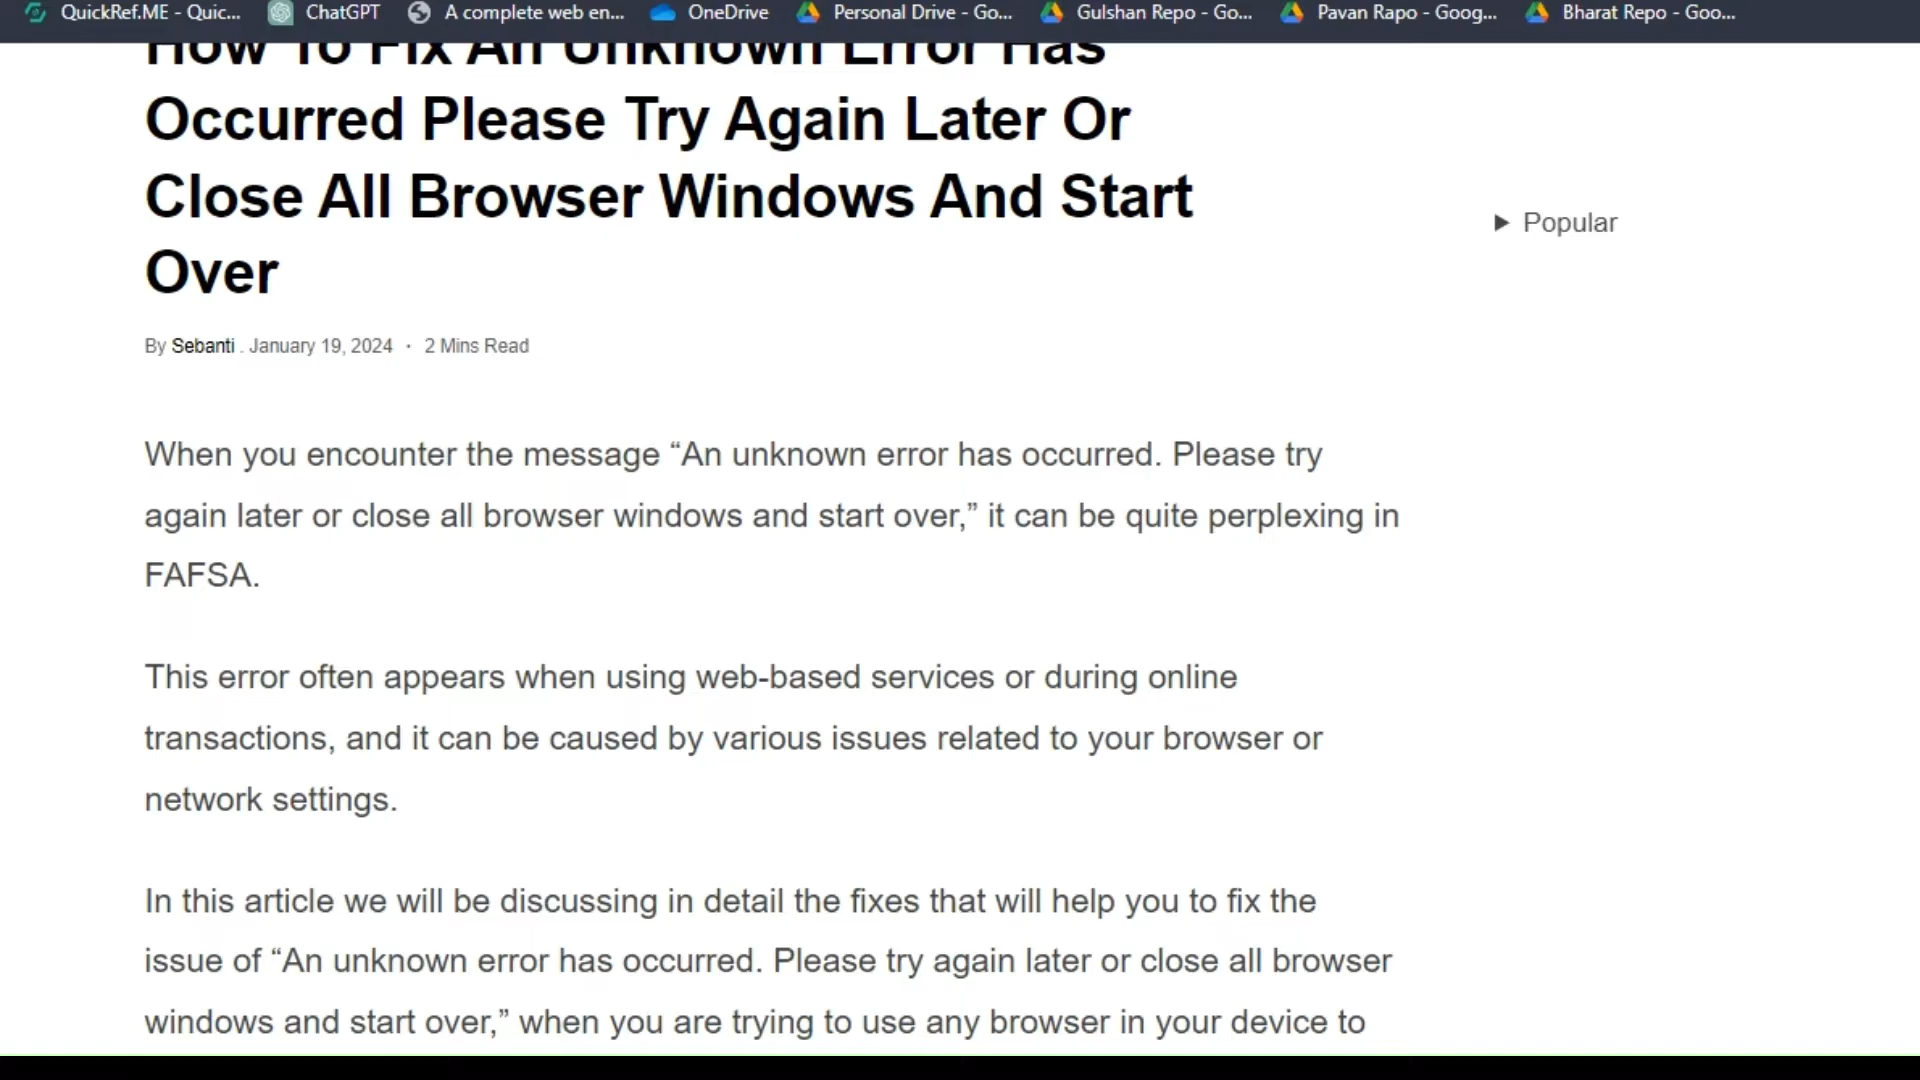 QuickRef.ME - Quic... ChatGPT A complete web en... OneDrive Personal Drive - Go... Gulshan Repo - Go... Pavan Rapo - Goog... Bharat Repo - Goo...
How To Fix An Unknown Error Has
Occurred Please Try Again Later Or
Close All Browser Windows And Start
Over
Popular
By Sebanti . January 19, 2024 · 2 Mins Read
When you encounter the message “An unknown error has occurred. Please try
again later or close all browser windows and start over,” it can be quite perplexing in
FAFSA.
This error often appears when using web-based services or during online
transactions, and it can be caused by various issues related to your browser or
network settings.
In this article we will be discussing in detail the fixes that will help you to fix the
issue of “An unknown error has occurred. Please try again later or close all browser
windows and start over,” when you are trying to use any browser in your device to